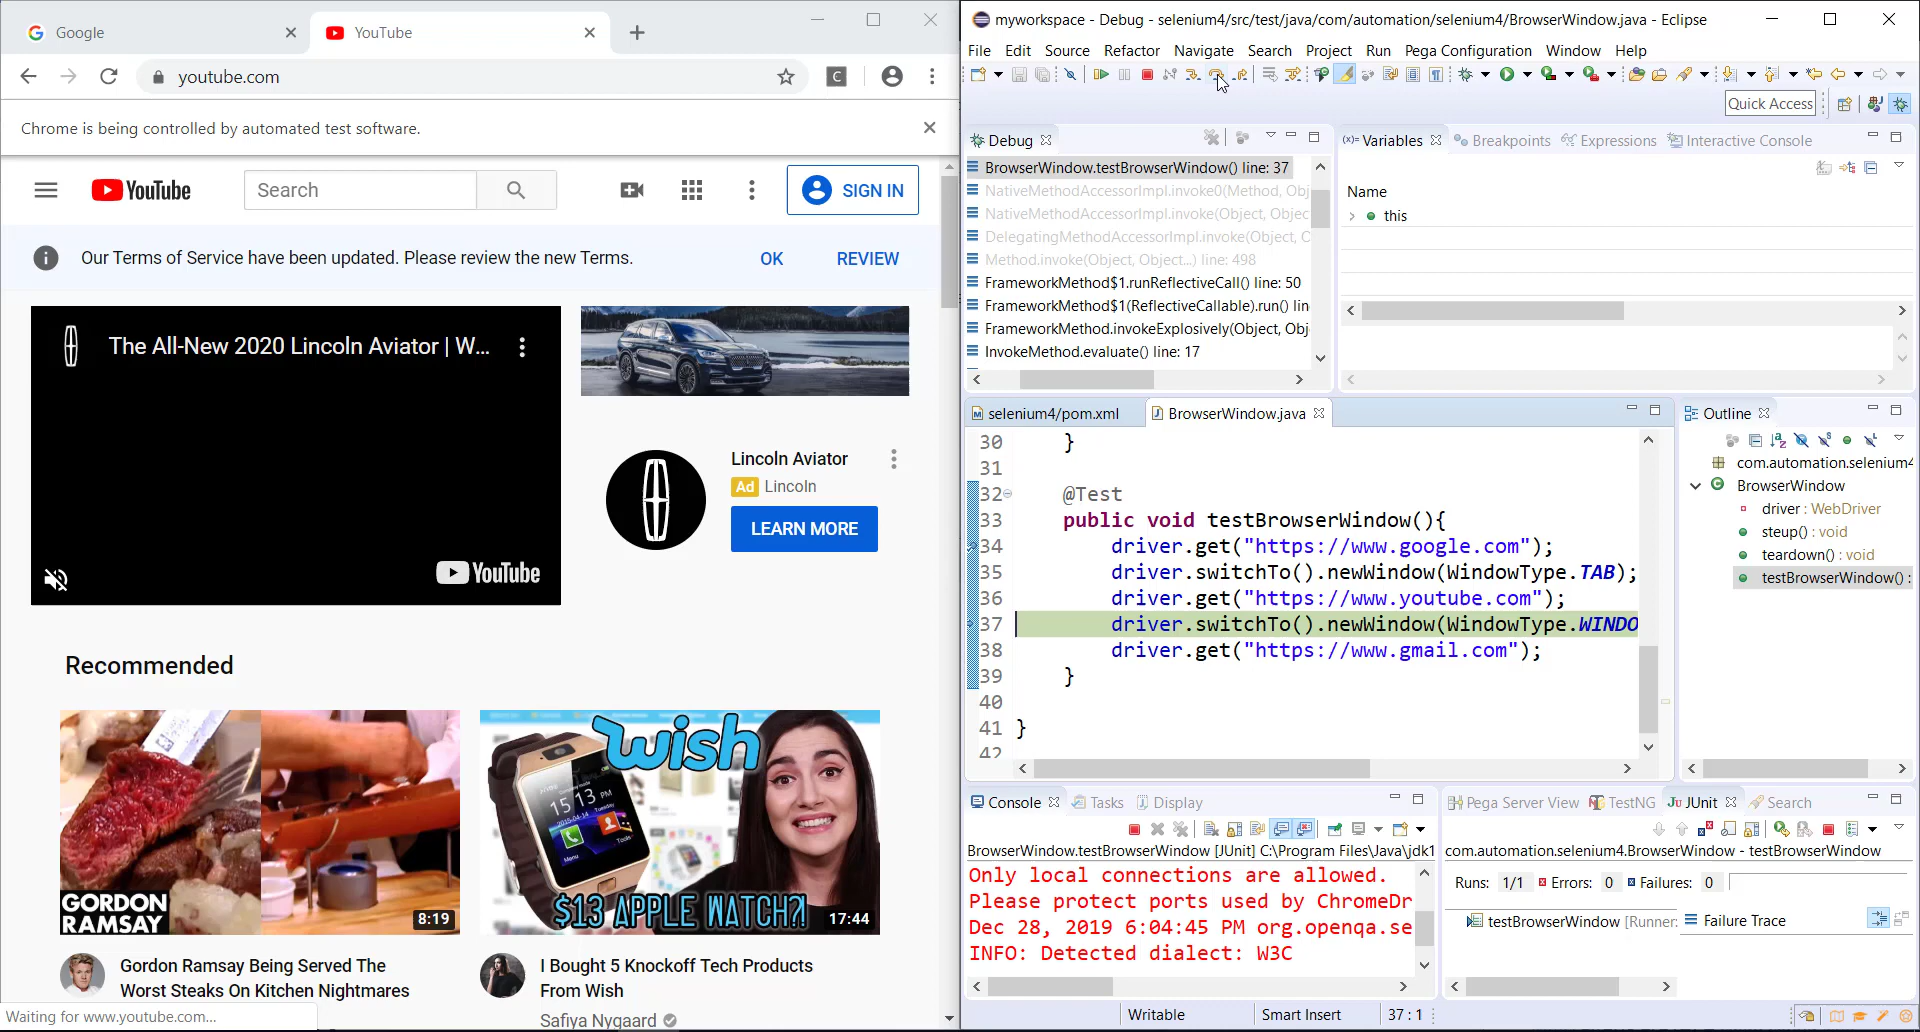 Google
YouTube
youtube.com
C
Chrome is being controlled by automated test software.
YouTube
Search
SIGN IN
Our Terms of Service have been updated. Please review the new Terms.
OK
REVIEW
The All-New 2020 Lincoln Aviator | W...
YouTube
Lincoln Aviator
Ad Lincoln
LEARN MORE
Recommended
GORDON
RAMSAY
8:19
wish
15:13 PM
$13 APPLE WATCH?!
17:44
Gordon Ramsay Being Served The
Worst Steaks On Kitchen Nightmares
I Bought 5 Knockoff Tech Products
From Wish
Safiya Nygaard
Waiting for www.youtube.com...
myworkspace - Debug - selenium4/src/test/java/com/automation/selenium4/BrowserWindow.java - Eclipse
File Edit Source Refactor Navigate Search Project Run Pega Configuration Window Help
Quick Access
Debug
BrowserWindow.testBrowserWindow() line: 37
NativeMethodAccessorImpl.invoke0(Method, Obj
NativeMethodAccessorImpl.invoke(Object, Objec
DelegatingMethodAccessorImpl.invoke(Object, O
Method.invoke(Object, Object...) line: 498
FrameworkMethod$1.runReflectiveCall() line: 50
FrameworkMethod$1(ReflectiveCallable).run() lin
FrameworkMethod.invokeExplosively(Object, Obj
InvokeMethod.evaluate() line: 17
(x)= Variables Breakpoints Expressions Interactive Console
Name
this
selenium4/pom.xml
BrowserWindow.java
30 }
31
32 @Test
33 public void testBrowserWindow(){
34 driver.get("https://www.google.com");
35 driver.switchTo().newWindow(WindowType.TAB);
36 driver.get("https://www.youtube.com");
37 driver.switchTo().newWindow(WindowType.WINDO
38 driver.get("https://www.gmail.com");
39 }
40
41 }
42
Outline
com.automation.selenium4
BrowserWindow
driver : WebDriver
steup() : void
teardown() : void
testBrowserWindow() :
Console Tasks Display
BrowserWindow.testBrowserWindow [JUnit] C:\Program Files\Java\jdk1
Only local connections are allowed.
Please protect ports used by ChromeDr
Dec 28, 2019 6:04:45 PM org.openqa.se
INFO: Detected dialect: W3C
Pega Server View TestNG JUnit Search
com.automation.selenium4.BrowserWindow - testBrowserWindow
Runs: 1/1 Errors: 0 Failures: 0
testBrowserWindow [Runner:
Failure Trace
Writable
Smart Insert
37 : 1